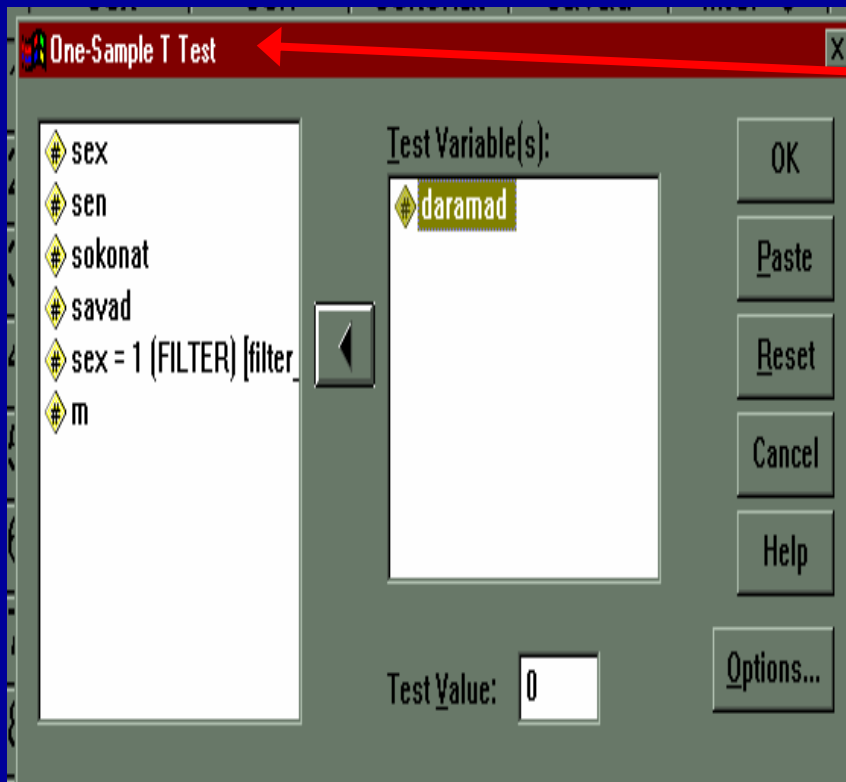 One-Sample T Test
sex
sen
sokonat
savad
sex = 1 (FILTER) [filter_
m
Test Variable(s):
daramad
Test Value: 0
OK
Paste
Reset
Cancel
Help
Options...